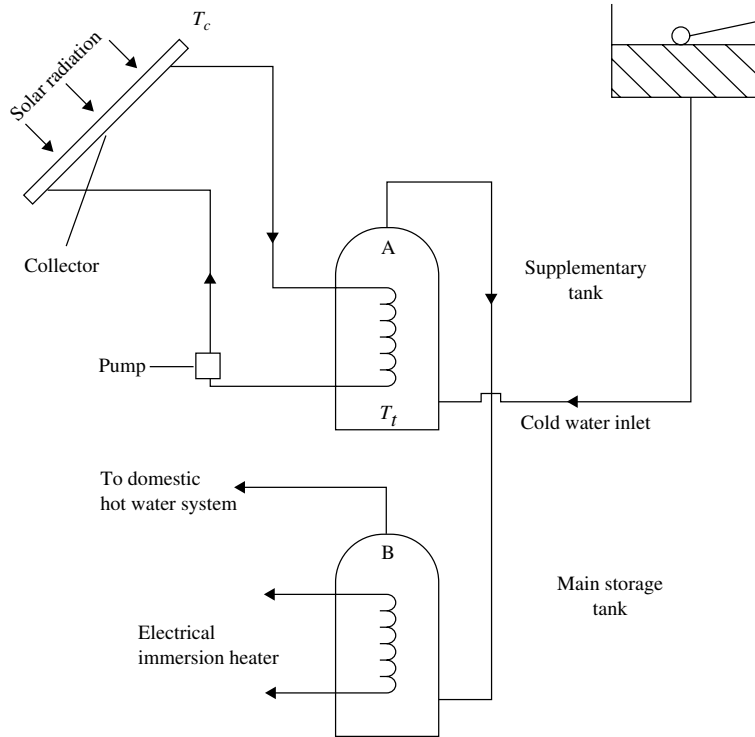 T_c
Solar radiation
Collector
A
Supplementary
tank
Pump
T_t
Cold water inlet
To domestic
hot water system
B
Main storage
tank
Electrical
immersion heater